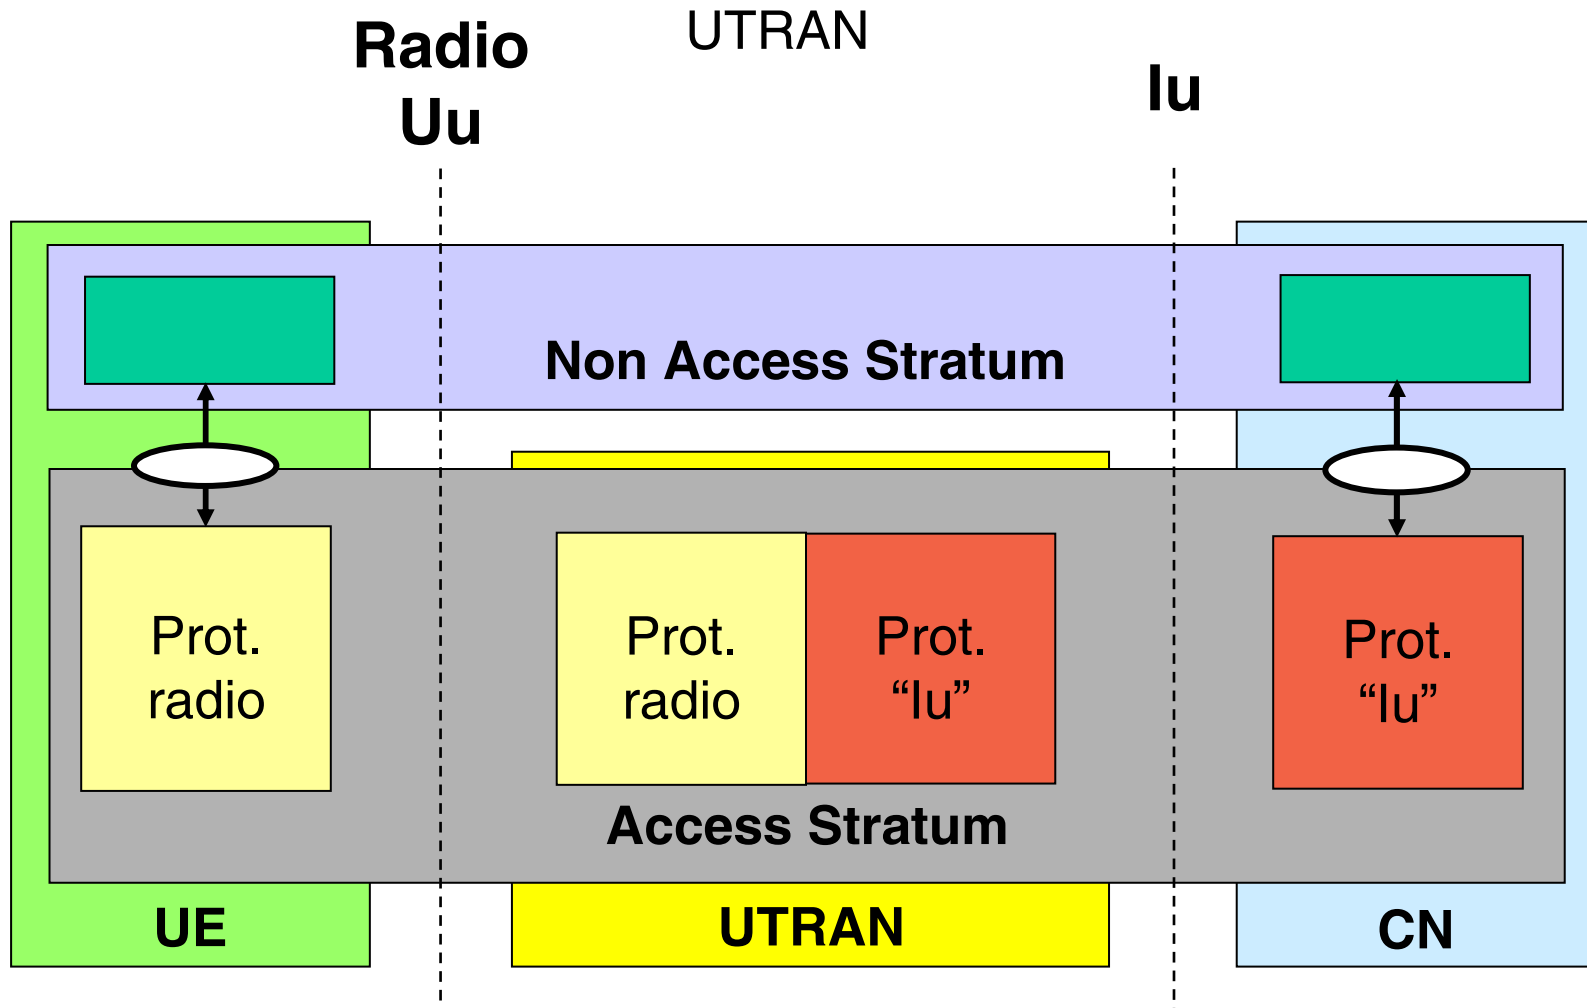 UTRAN
Radio
Uu
Iu
Non Access Stratum
Prot.
radio
Prot.
radio
Prot.
“Iu”
Prot.
“Iu”
Access Stratum
UE
UTRAN
CN